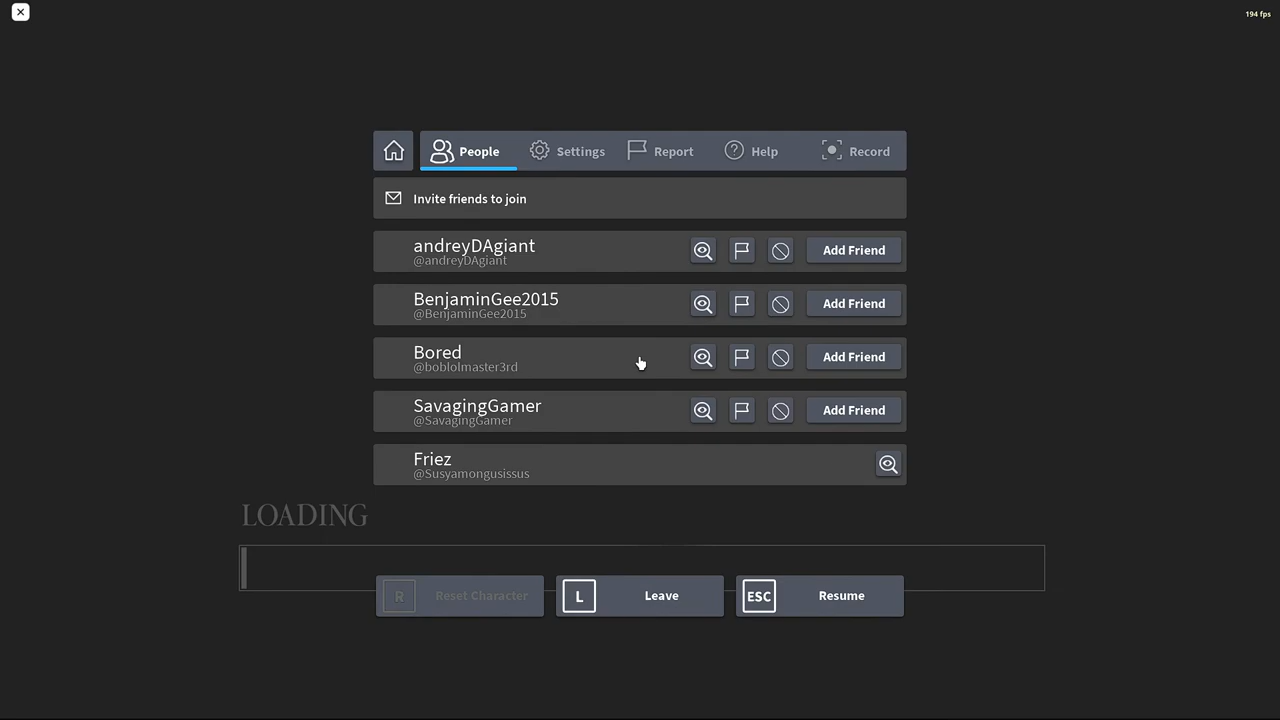 194 fps
People Settings Report Help Record
Invite friends to join
andreyDAgiant
@andreyDAgiant
Add Friend
BenjaminGee2015
@BenjaminGee2015
Add Friend
Bored
@boblolmaster3rd
Add Friend
SavagingGamer
@SavagingGamer
Add Friend
Friez
@Susyamongusissus
LOADING
R Reset Character L Leave ESC Resume